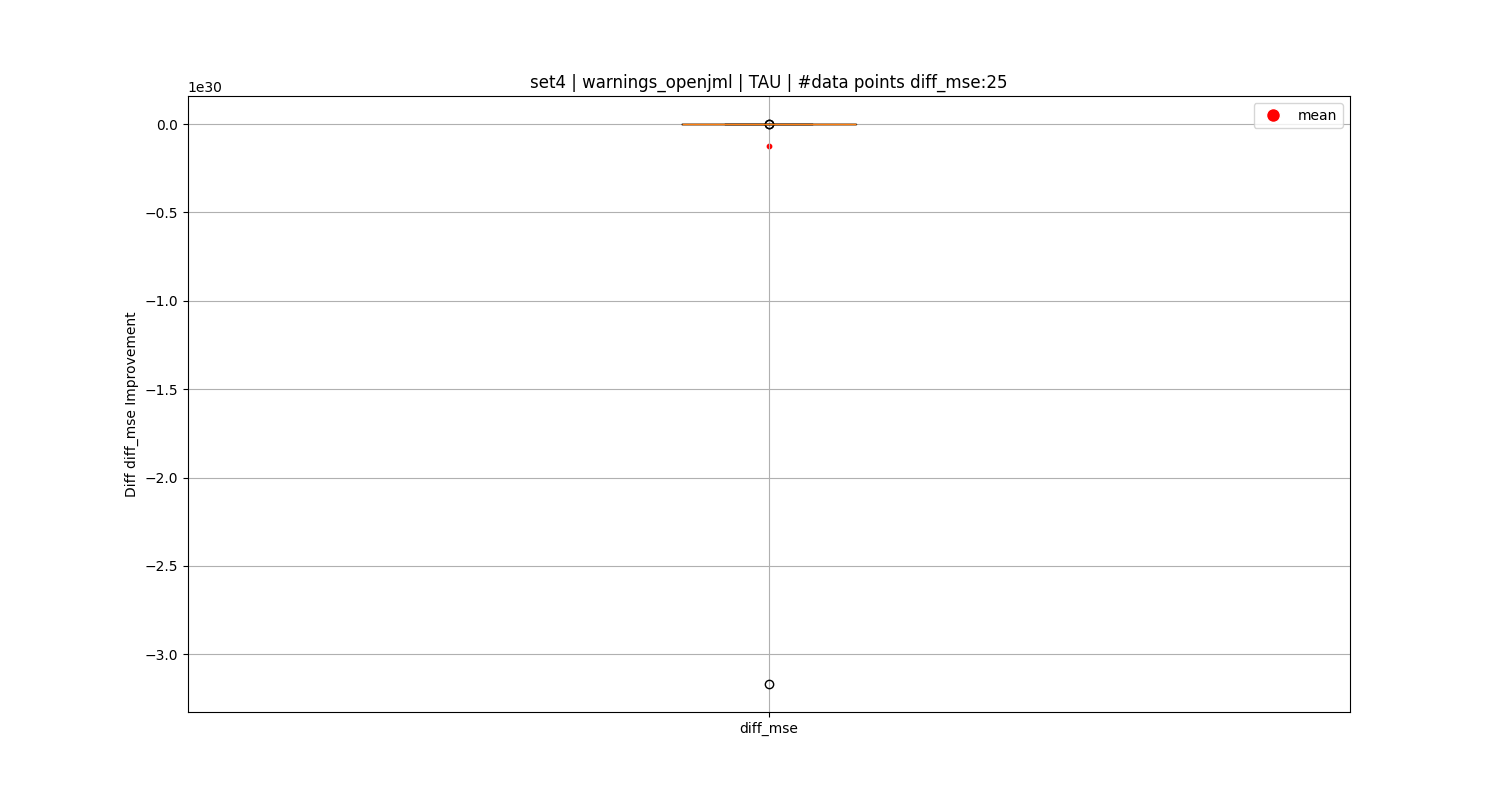 set4 | warnings_openjml | TAU | #data points diff_mse:25
1e30
mean
0.0
−0.5
−1.0
−1.5
−2.0
−2.5
−3.0
Diff diff_mse Improvement
diff_mse